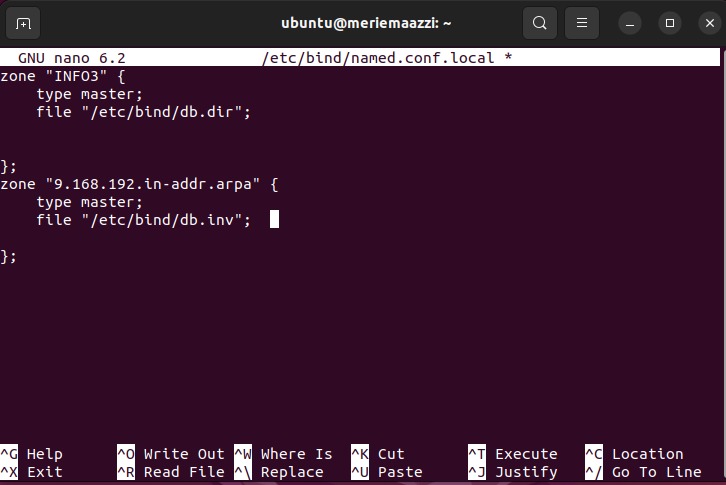 ubuntu@meriemaazzi: ~
GNU nano 6.2 /etc/bind/named.conf.local *
zone "INFO3" {
    type master;
    file "/etc/bind/db.dir";
};
zone "9.168.192.in-addr.arpa" {
    type master;
    file "/etc/bind/db.inv";
};
^G Help ^O Write Out ^W Where Is ^K Cut ^T Execute ^C Location
^X Exit ^R Read File ^\ Replace ^U Paste ^J Justify ^/ Go To Line